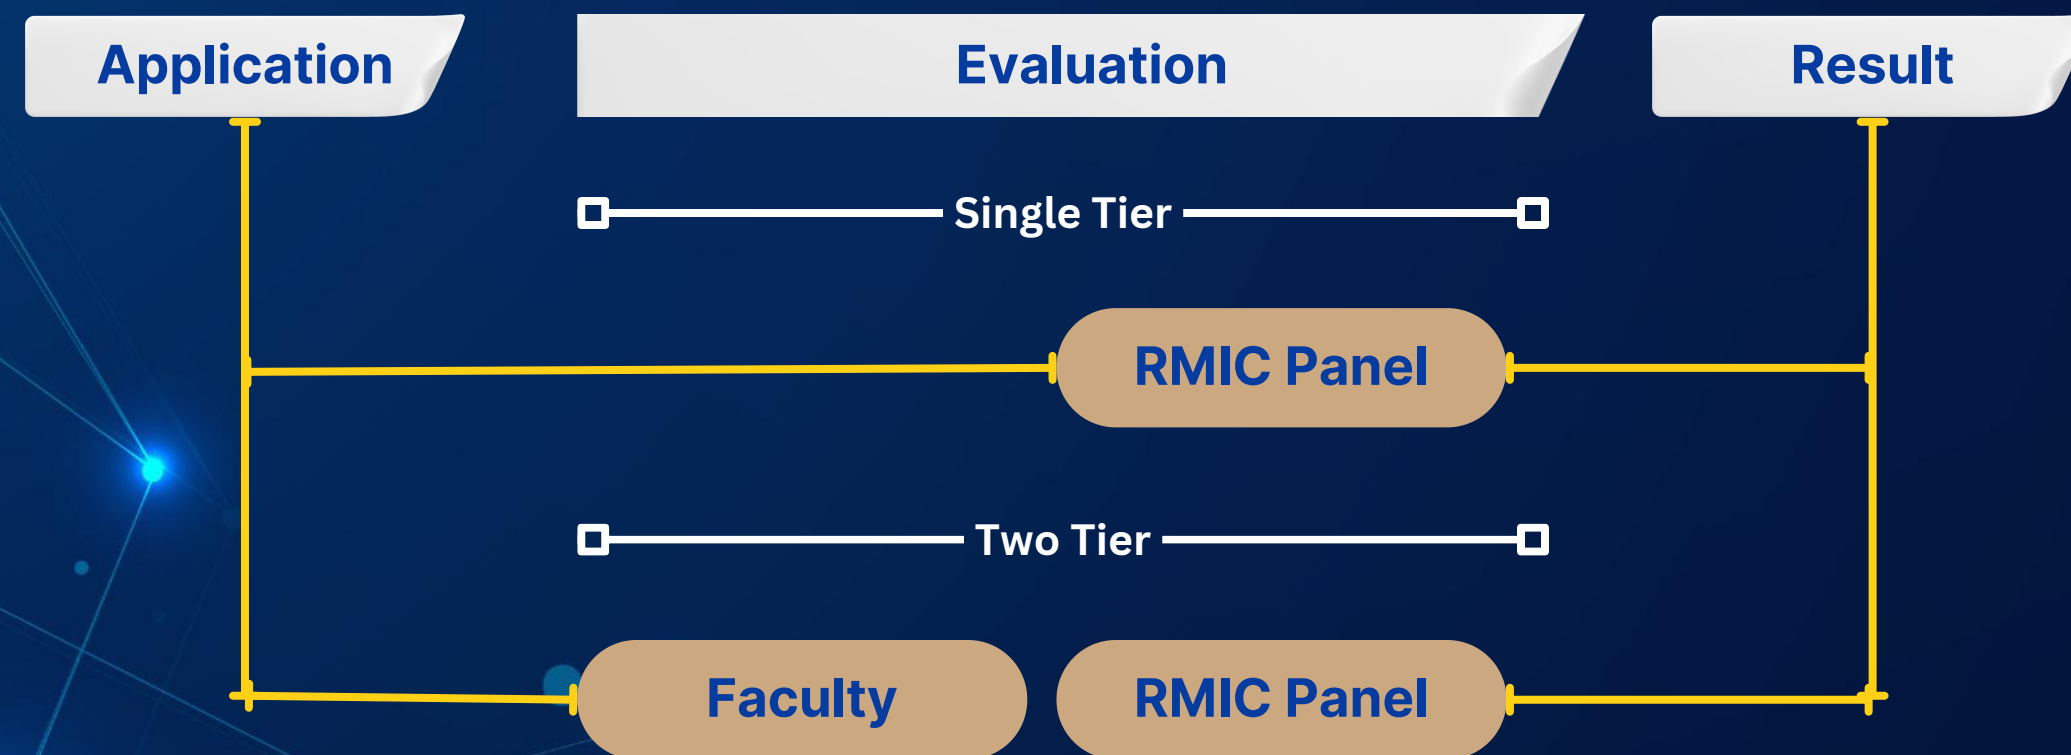 Application
Evaluation
Result
Single Tier
RMIC Panel
Two Tier
Faculty
RMIC Panel